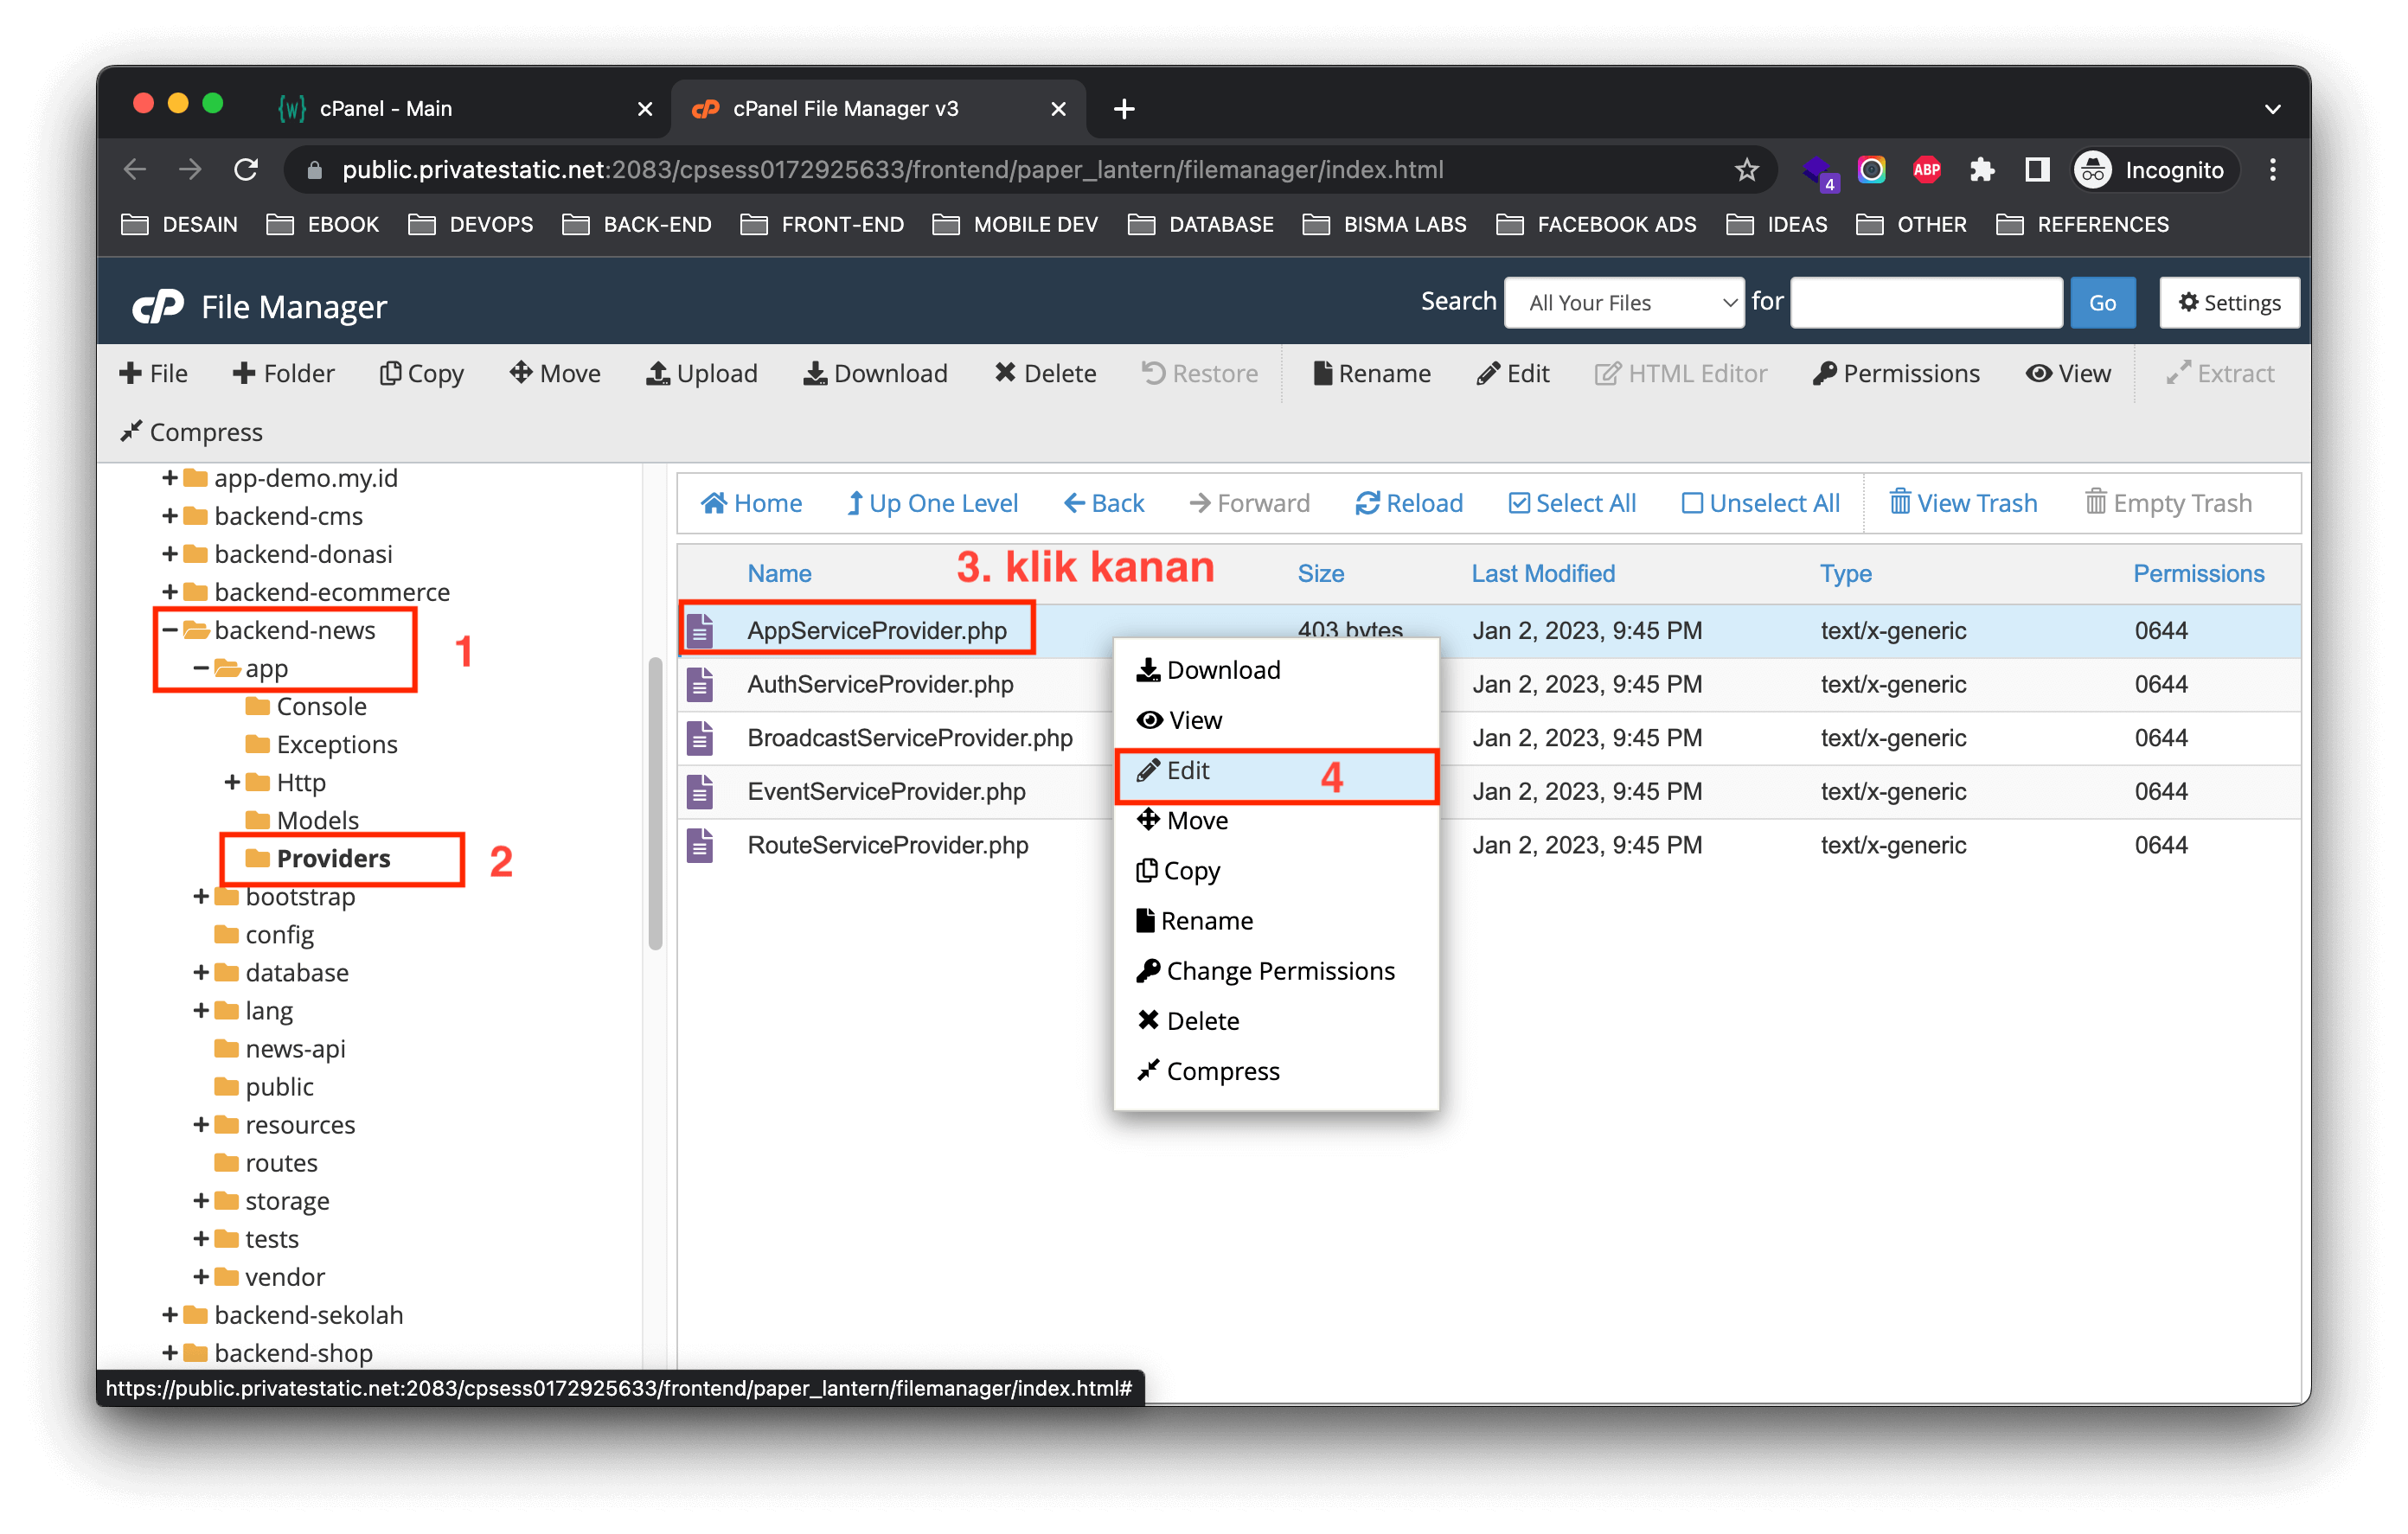 cPanel - Main
cPanel File Manager v3
public.privatestatic.net:2083/cpsess0172925633/frontend/paper_lantern/filemanager/index.html
4
ABP
Incognito
DESAIN EBOOK DEVOPS BACK-END FRONT-END MOBILE DEV DATABASE BISMA LABS FACEBOOK ADS IDEAS OTHER REFERENCES
cP File Manager
Search All Your Files for Go Settings
File Folder Copy Move Upload Download Delete Restore Rename Edit HTML Editor Permissions View Extract
Compress
app-demo.my.id
backend-cms
backend-donasi
backend-ecommerce
backend-news
1
app
Console
Exceptions
Http
Models
Providers
2
bootstrap
config
database
lang
news-api
public
resources
routes
storage
tests
vendor
backend-sekolah
backend-shop
Home Up One Level Back Forward Reload Select All Unselect All View Trash Empty Trash
3. klik kanan
Name Size Last Modified Type Permissions
AppServiceProvider.php 403 bytes Jan 2, 2023, 9:45 PM text/x-generic 0644
AuthServiceProvider.php Jan 2, 2023, 9:45 PM text/x-generic 0644
BroadcastServiceProvider.php Jan 2, 2023, 9:45 PM text/x-generic 0644
EventServiceProvider.php Jan 2, 2023, 9:45 PM text/x-generic 0644
RouteServiceProvider.php Jan 2, 2023, 9:45 PM text/x-generic 0644
Download
View
Edit 4
Move
Copy
Rename
Change Permissions
Delete
Compress
https://public.privatestatic.net:2083/cpsess0172925633/frontend/paper_lantern/filemanager/index.html#